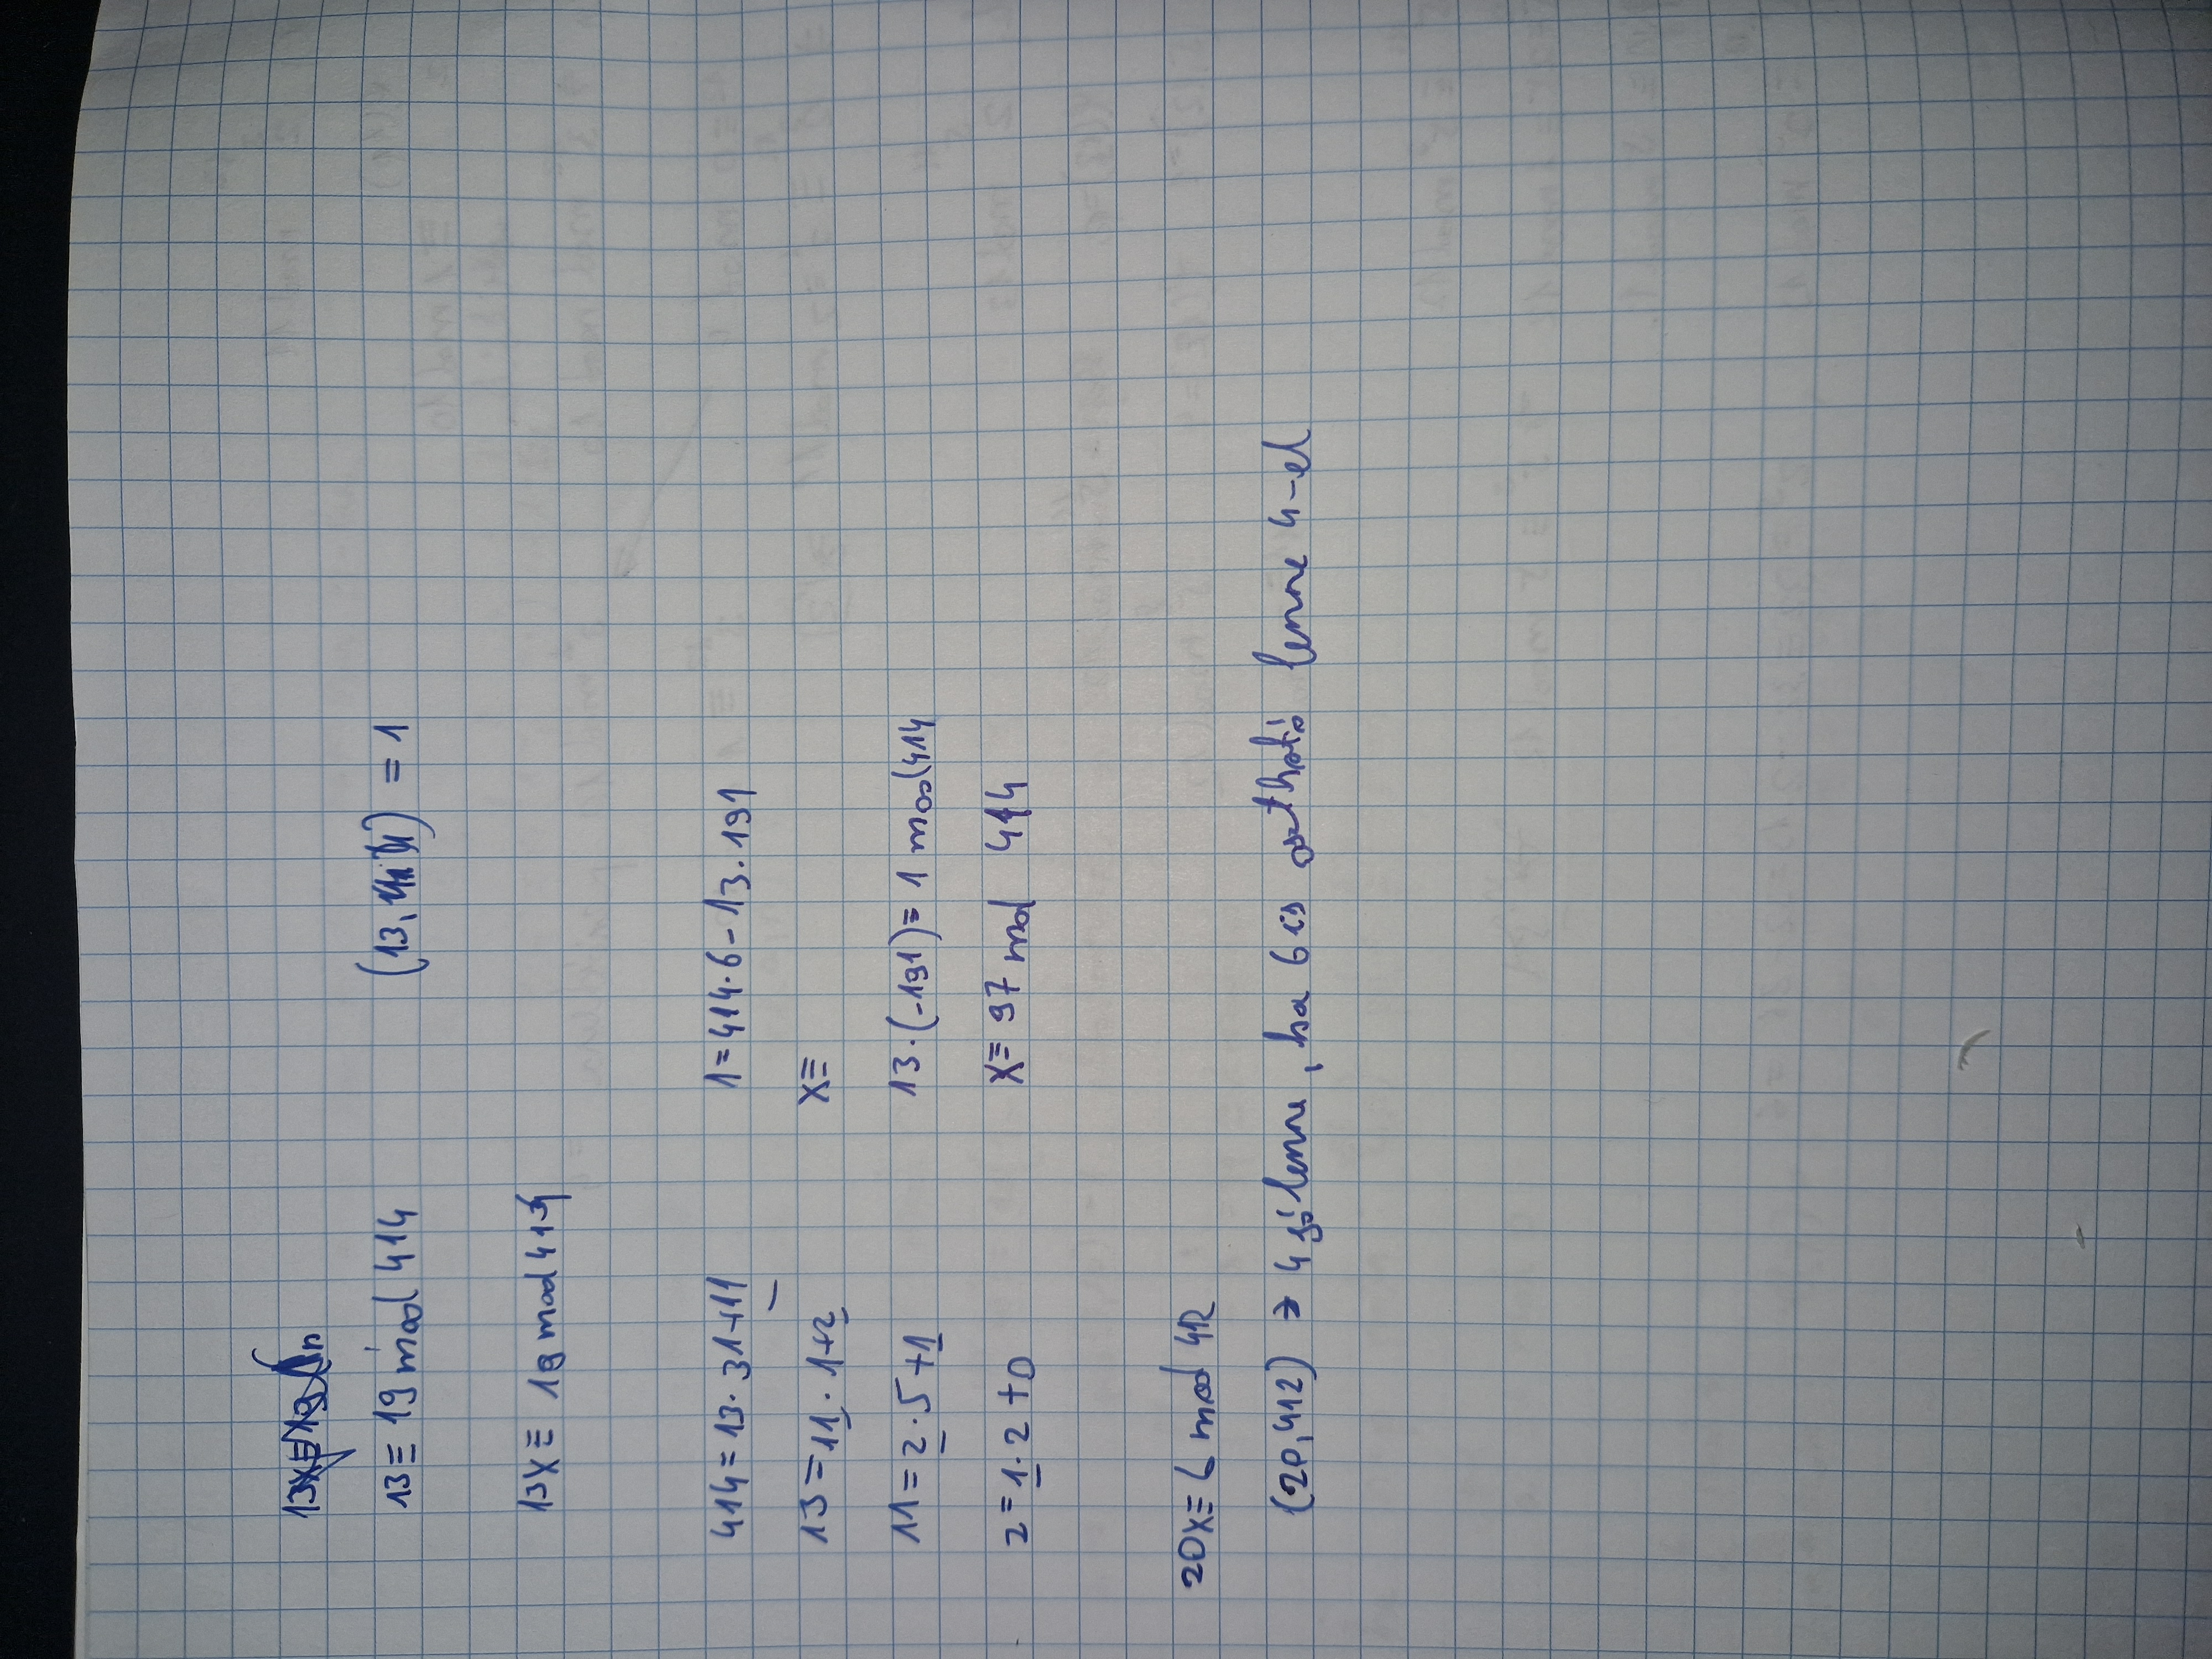 13x≡19
13≡ 19 mod 414 (13, 414) = 1
13x≡ 19 mod 414
414=13·31+11 1=414·6-13·191
13=11·1+2 x≡
11=2·5+1 13·(-191)≡ 1 mod 414
2=1·2+0 x≡ 97 mod 414
20x≡ 6 mod 412
(20,412) → 4 jó lenne, ha 6 is osztható lenne 4-el